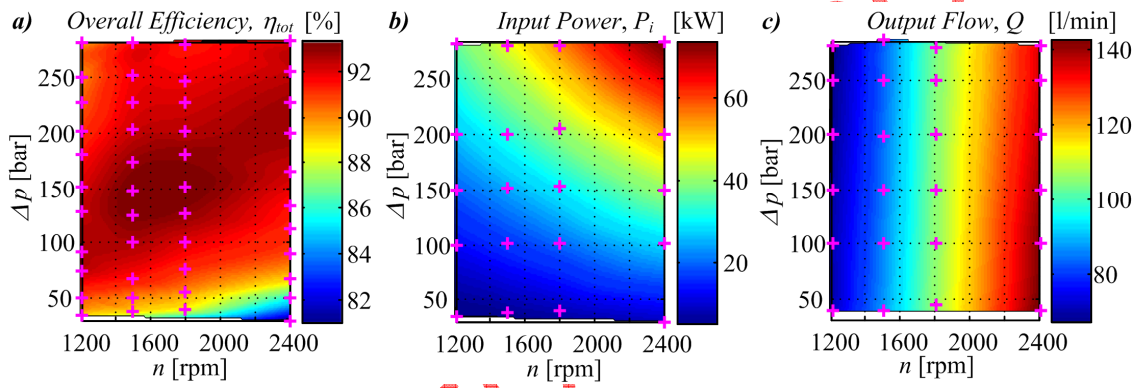 a) Overall Efficiency, ηtot [%]
92
90
88
86
84
82
250
200
150
100
50
Δp [bar]
1200 1600 2000 2400
n [rpm]
b) Input Power, Pi [kW]
60
40
20
250
200
150
100
50
Δp [bar]
1200 1600 2000 2400
n [rpm]
c) Output Flow, Q [l/min]
140
120
100
80
250
200
150
100
50
Δp [bar]
1200 1600 2000 2400
n [rpm]